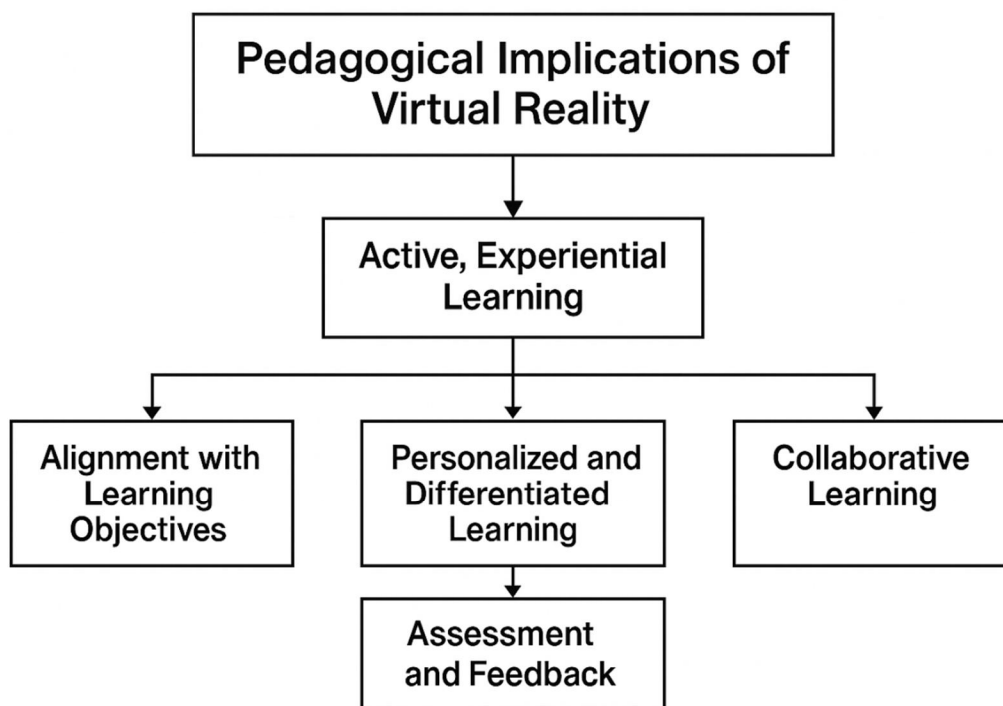 Pedagogical Implications of
Virtual Reality
Active, Experiential
Learning
Alignment with
Learning
Objectives
Personalized and
Differentiated
Learning
Collaborative
Learning
Assessment
and Feedback